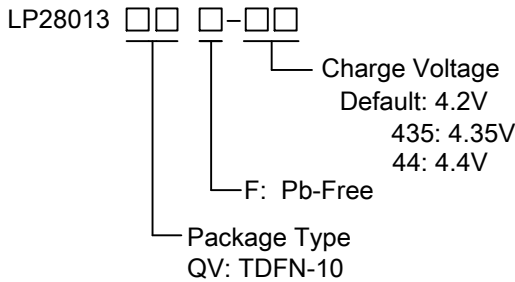 LP28013 □□ □-□□
Charge Voltage
Default: 4.2V
435: 4.35V
44: 4.4V
F: Pb-Free
Package Type
QV: TDFN-10